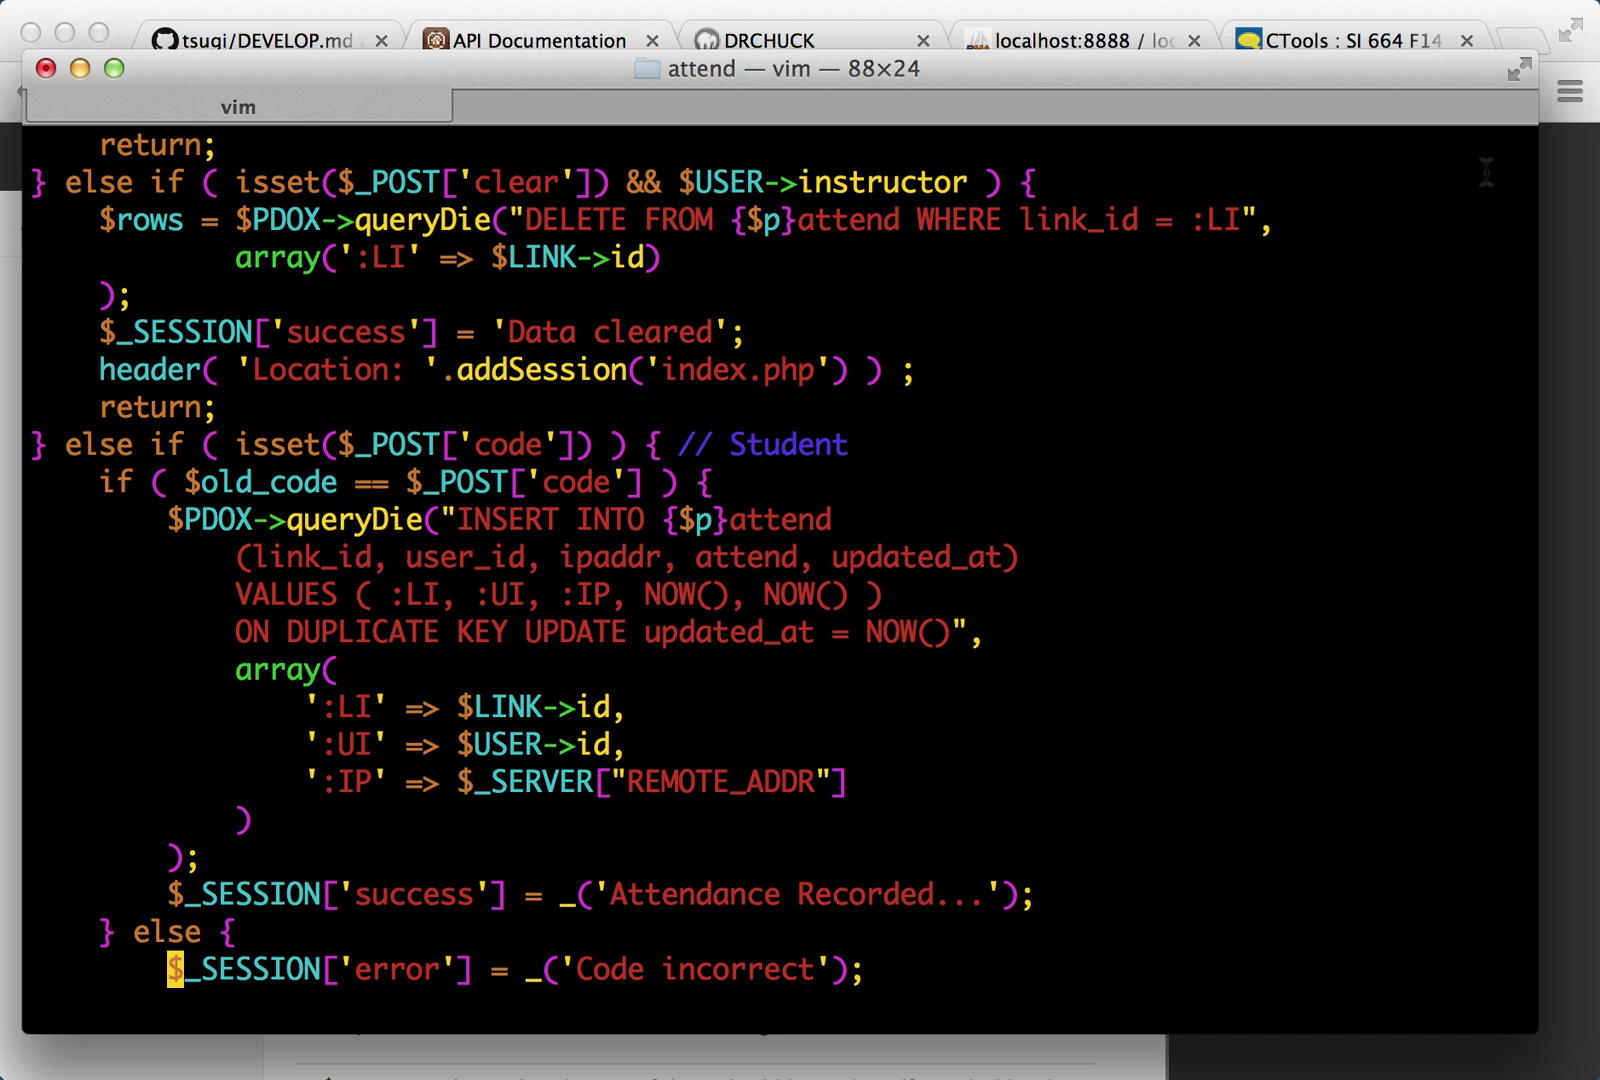 tsugi/DEVELOP.md
API Documentation
DRCHUCK
localhost:8888 / loc
CTools : SI 664 F14
attend — vim — 88×24
vim
return;
} else if ( isset($_POST['clear']) && $USER->instructor ) {
$rows = $PDOX->queryDie("DELETE FROM {$p}attend WHERE link_id = :LI",
array(':LI' => $LINK->id)
);
$_SESSION['success'] = 'Data cleared';
header( 'Location: '.addSession('index.php') ) ;
return;
} else if ( isset($_POST['code']) ) { // Student
if ( $old_code == $_POST['code'] ) {
$PDOX->queryDie("INSERT INTO {$p}attend
(link_id, user_id, ipaddr, attend, updated_at)
VALUES ( :LI, :UI, :IP, NOW(), NOW() )
ON DUPLICATE KEY UPDATE updated_at = NOW()",
array(
':LI' => $LINK->id,
':UI' => $USER->id,
':IP' => $_SERVER["REMOTE_ADDR"]
)
);
$_SESSION['success'] = _('Attendance Recorded...');
} else {
$_SESSION['error'] = _('Code incorrect');